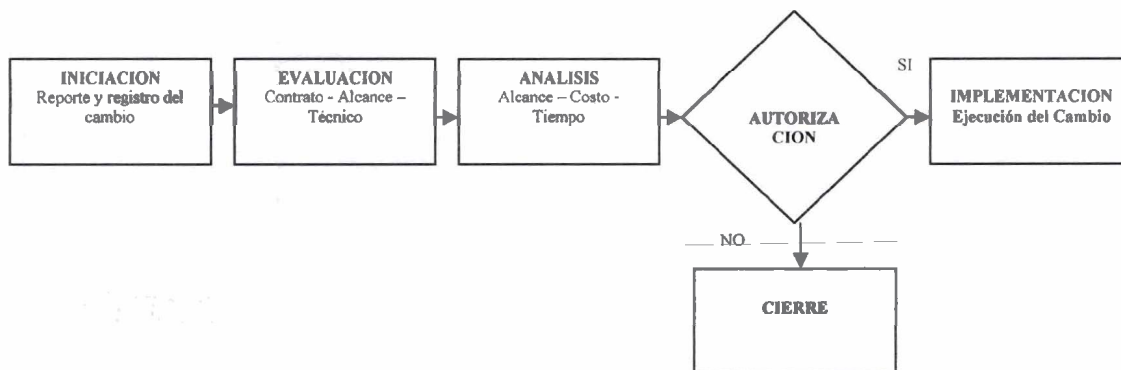 INICIACION
Reporte y registro del
cambio
EVALUACION
Contrato - Alcance –
Técnico
ANALISIS
Alcance – Costo -
Tiempo
AUTORIZA
CION
SI
IMPLEMENTACION
Ejecución del Cambio
NO
CIERRE